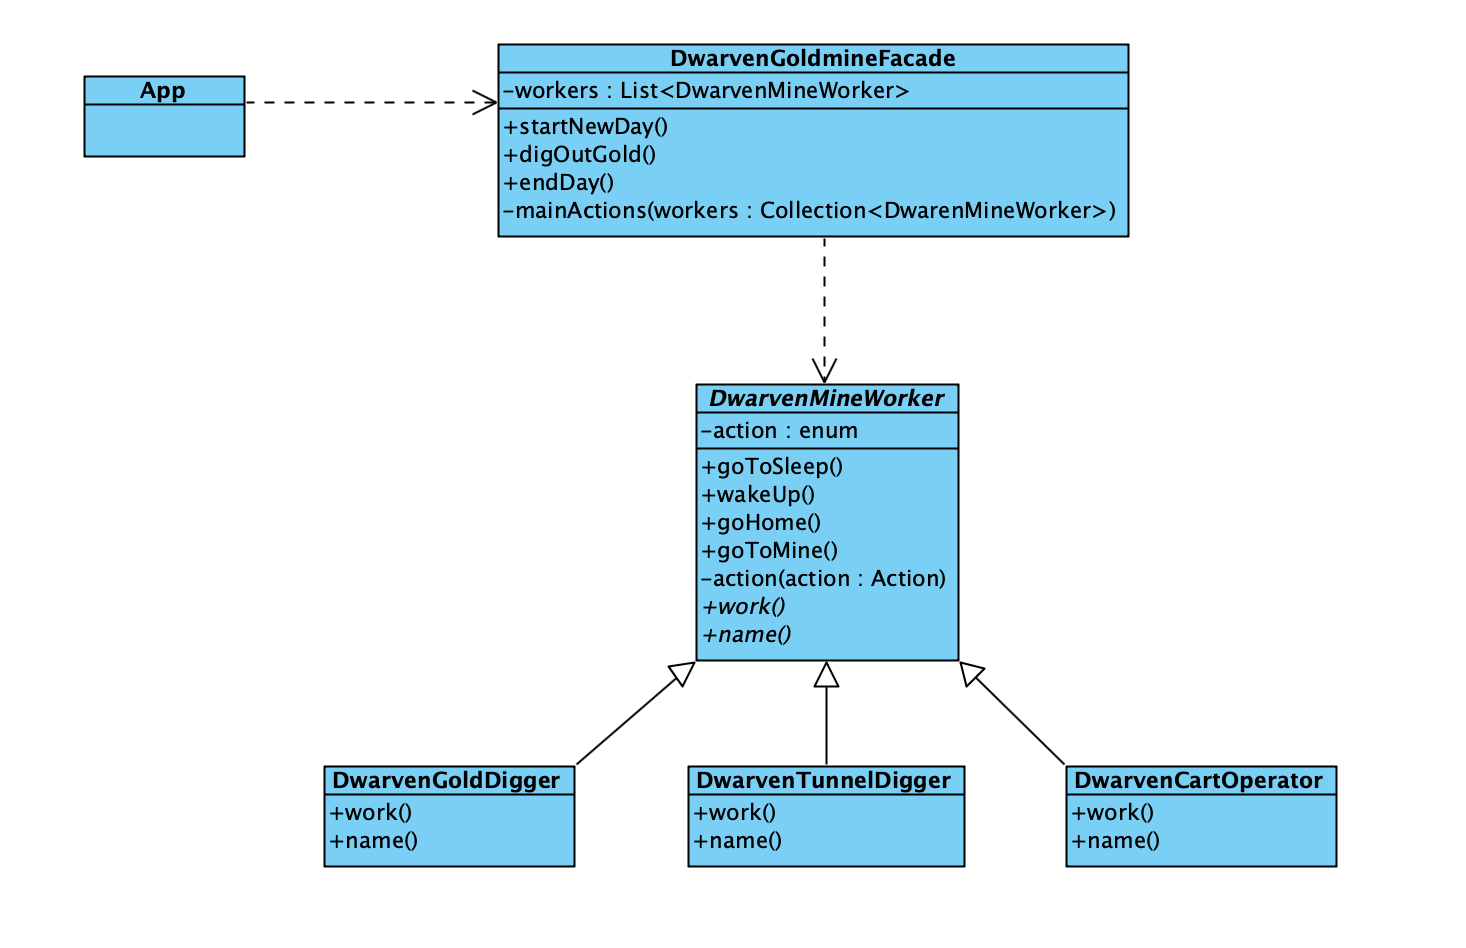 App
DwarvenGoldmineFacade
-workers : List<DwarvenMineWorker>
+startNewDay()
+digOutGold()
+endDay()
-mainActions(workers : Collection<DwarenMineWorker>)
DwarvenMineWorker
-action : enum
+goToSleep()
+wakeUp()
+goHome()
+goToMine()
-action(action : Action)
+work()
+name()
DwarvenGoldDigger
+work()
+name()
DwarvenTunnelDigger
+work()
+name()
DwarvenCartOperator
+work()
+name()